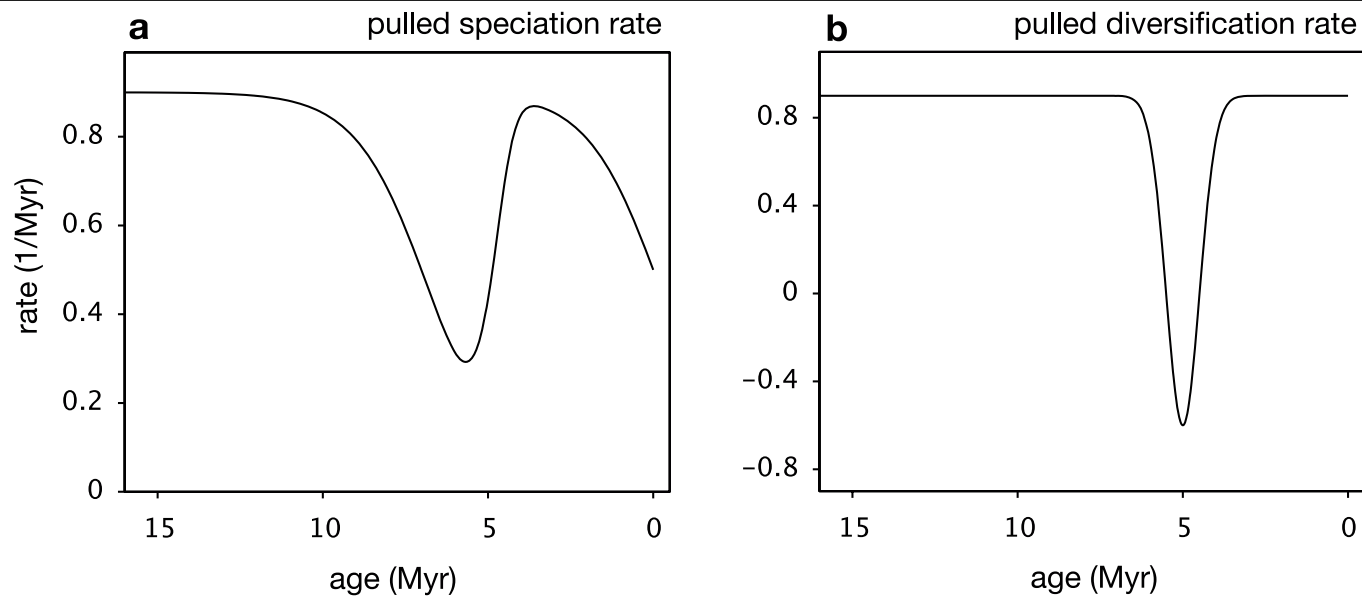 a pulled speciation rate
b pulled diversification rate
rate (1/Myr)
0.8
0.6
0.4
0.2
0
15 10 5 0
age (Myr)
0.8
0.4
0
−0.4
−0.8
15 10 5 0
age (Myr)